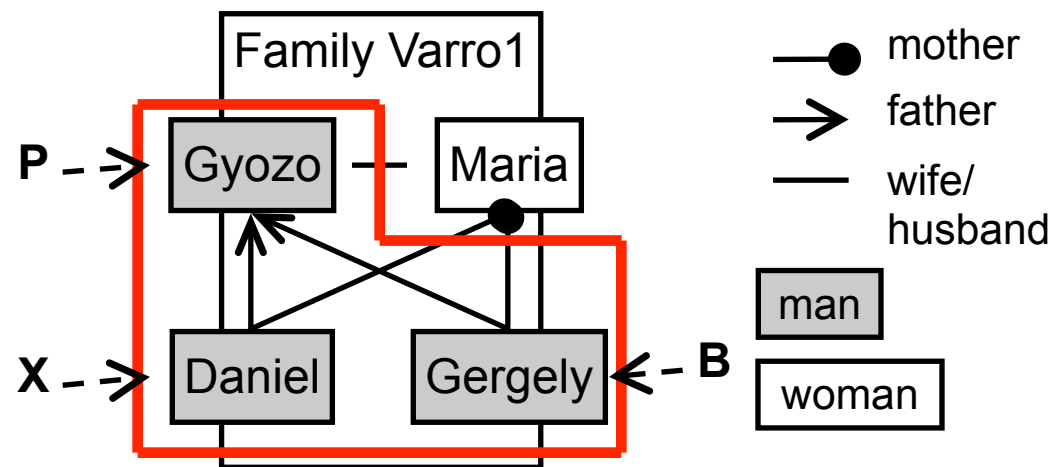 Family Varro1
P
Gyozo
Maria
X
Daniel
Gergely
B
mother
father
wife/
husband
man
woman